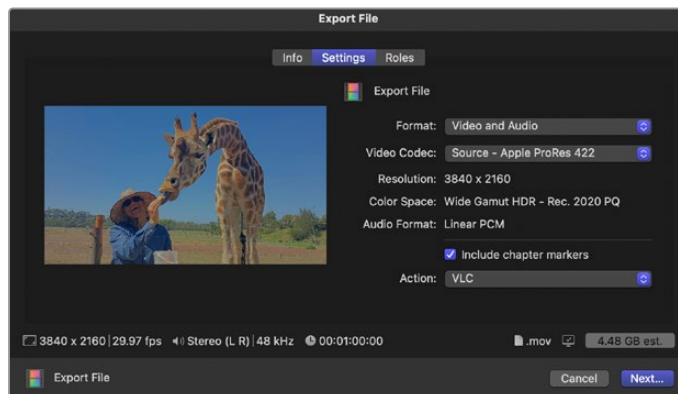 Export File
Info Settings Roles
Export File
Format: Video and Audio
Video Codec: Source - Apple ProRes 422
Resolution: 3840 x 2160
Color Space: Wide Gamut HDR - Rec. 2020 PQ
Audio Format: Linear PCM
Include chapter markers
Action: VLC
3840 x 2160 | 29.97 fps Stereo (L R) | 48 kHz 00:01:00:00 .mov 4.48 GB est.
Export File Cancel Next...